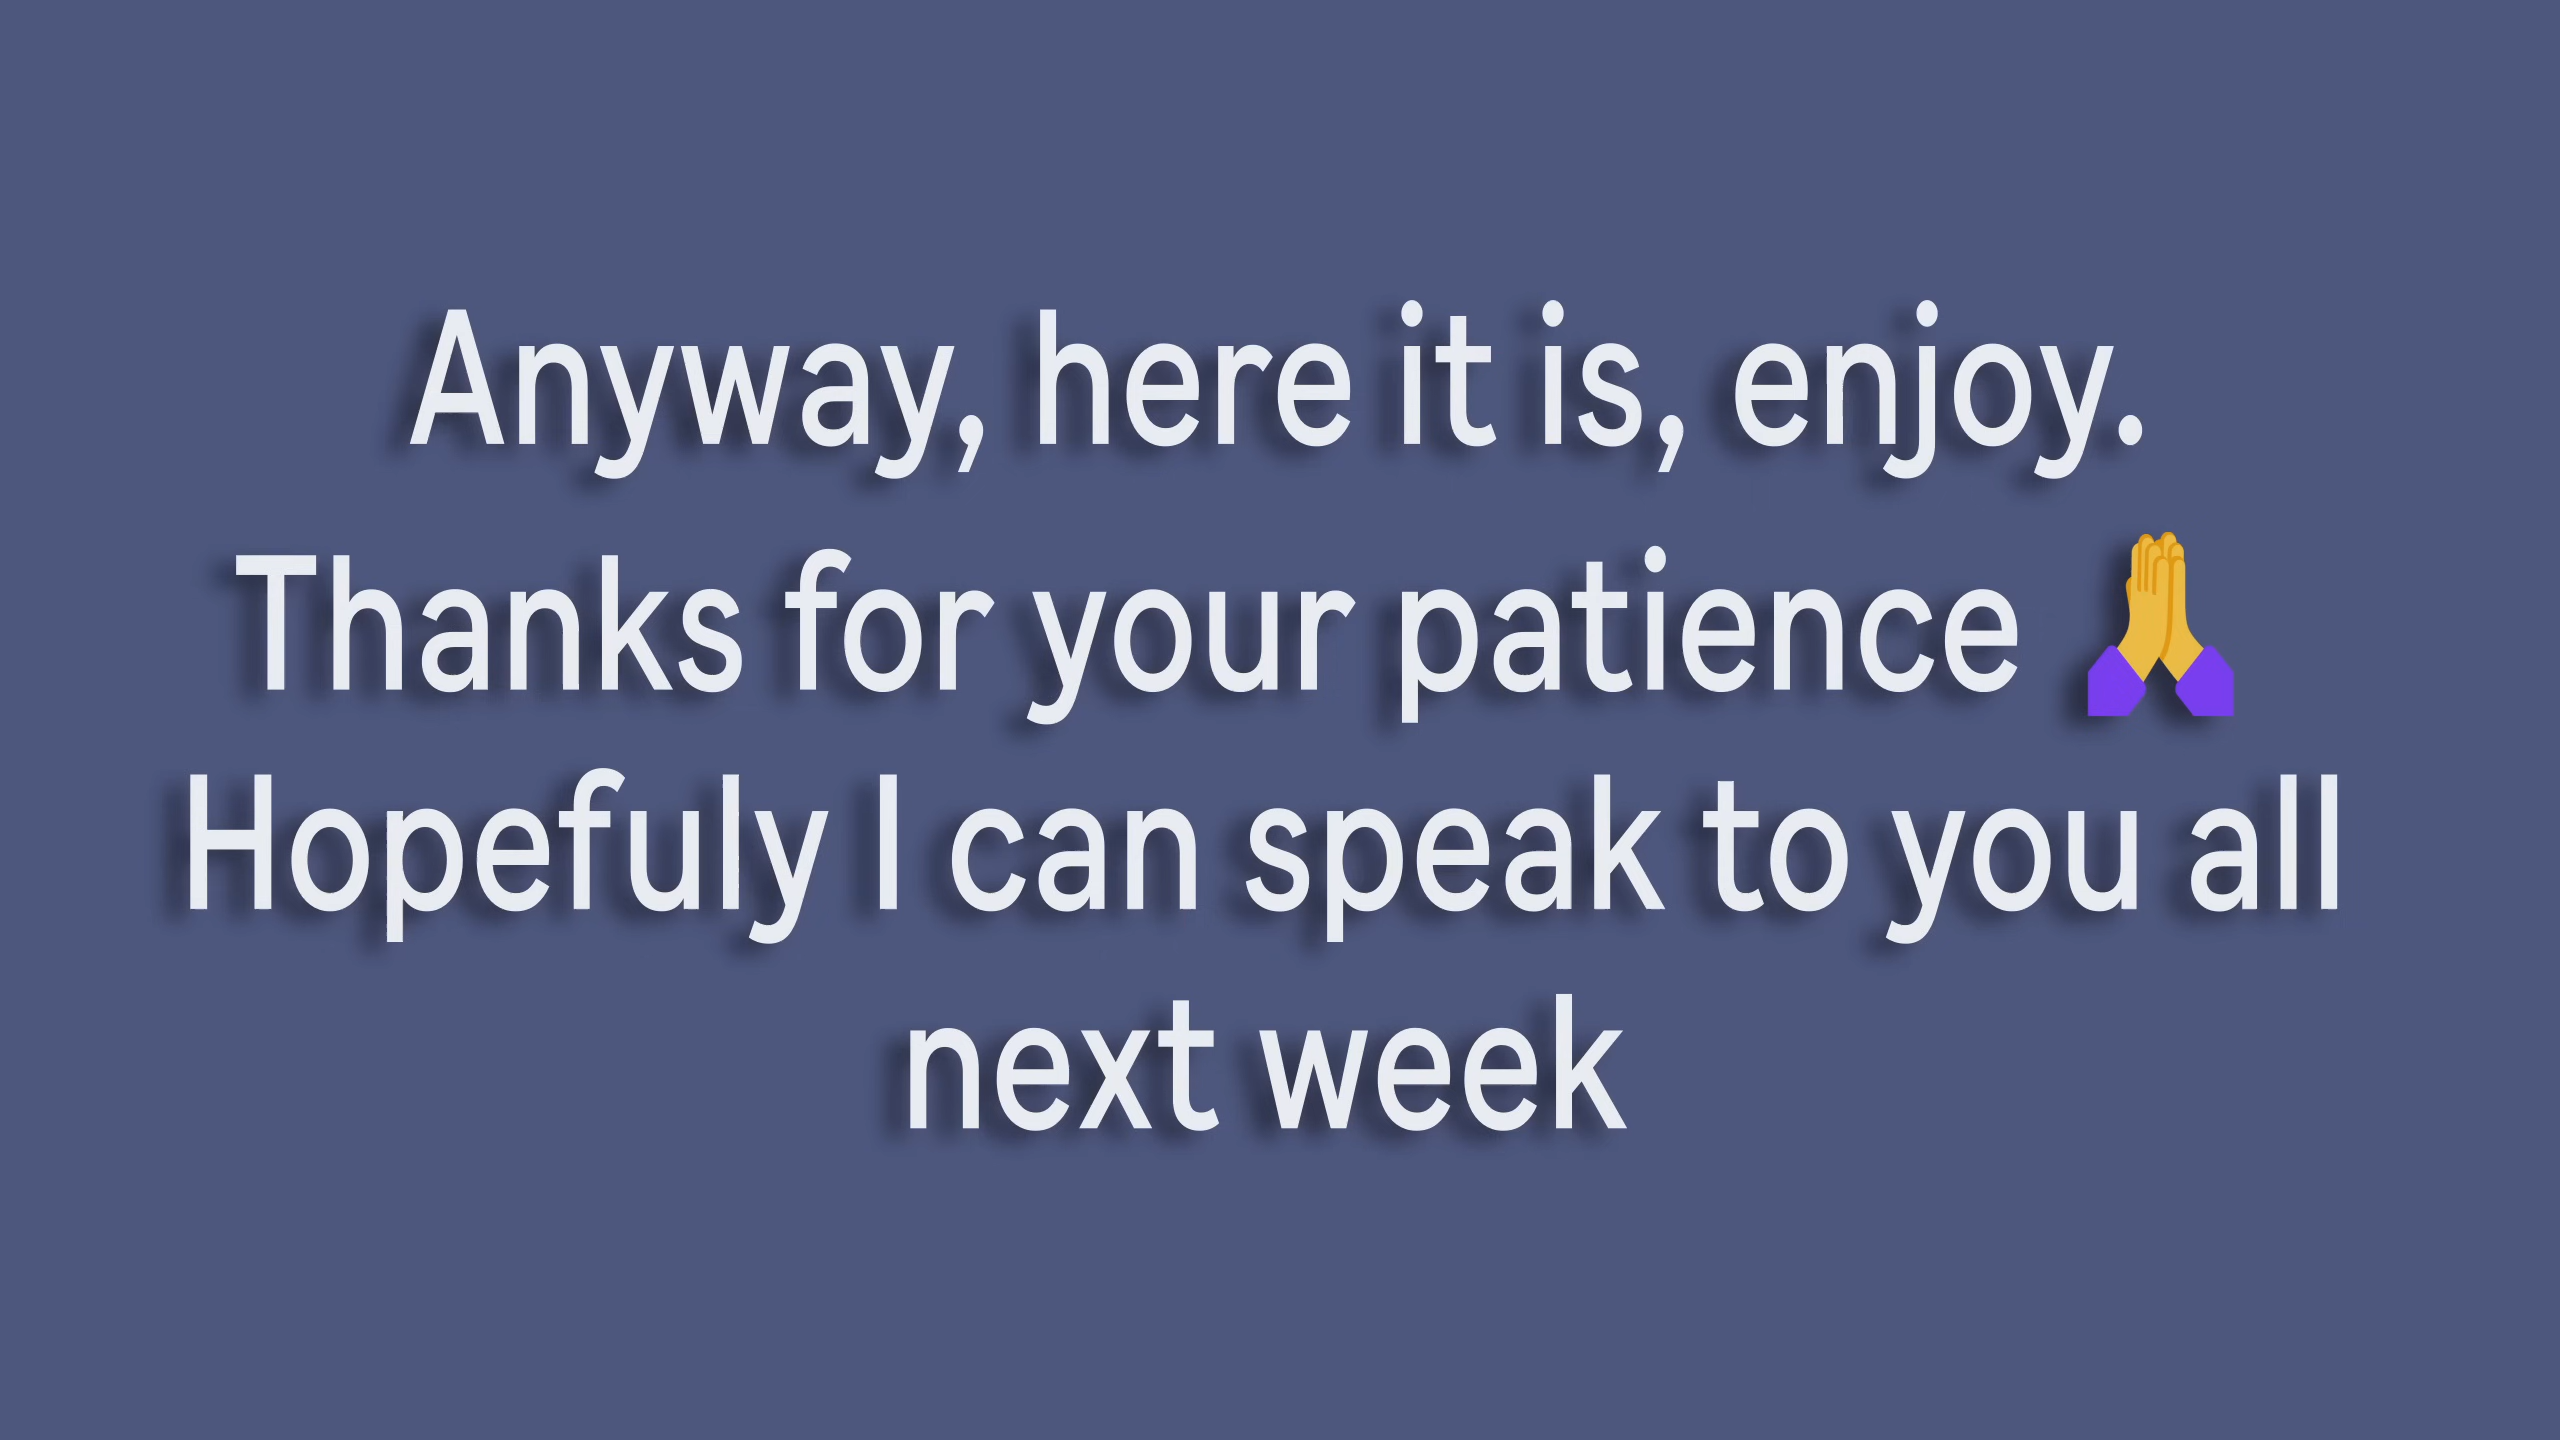 Anyway, here it is, enjoy.
Thanks for your patience 🙏
Hopefuly I can speak to you all
next week